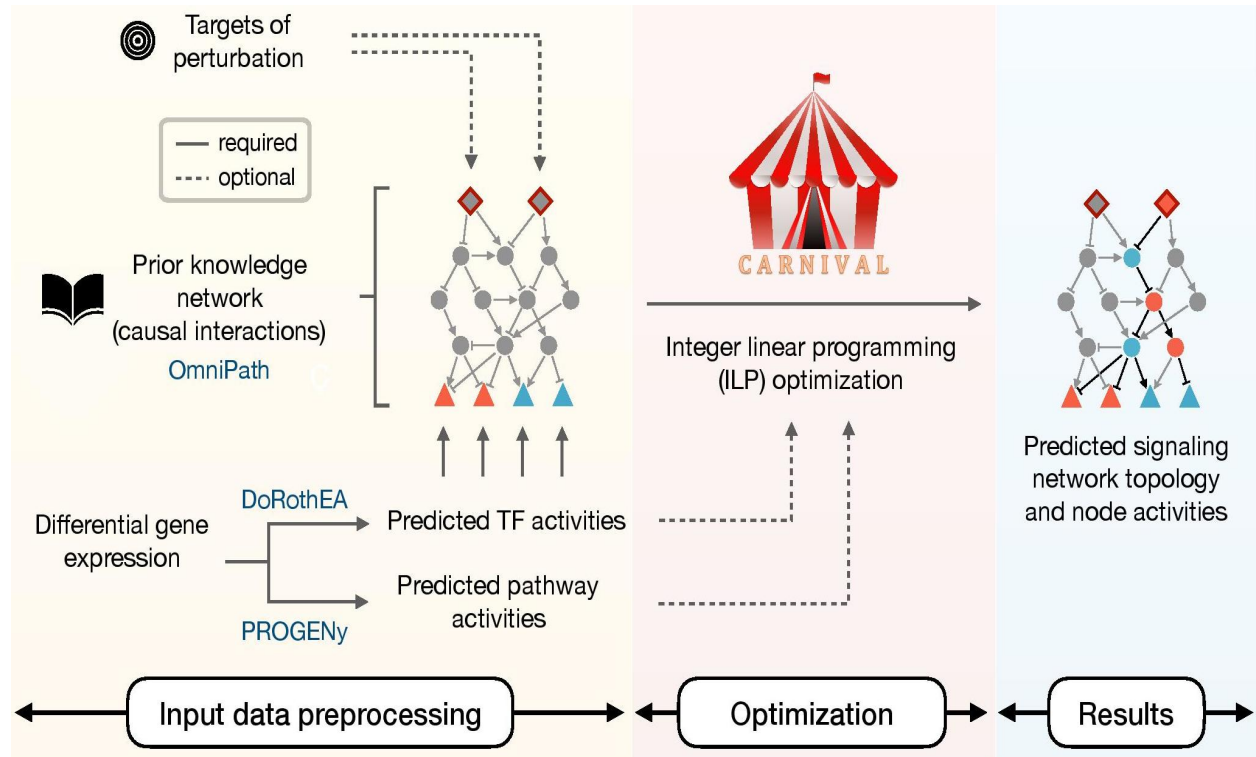 Targets of
perturbation
required
optional
Prior knowledge
network
(causal interactions)
OmniPath
C
DoRothEA
Differential gene
expression
Predicted TF activities
Predicted pathway
activities
PROGENy
CARNIVAL
Integer linear programming
(ILP) optimization
Predicted signaling
network topology
and node activities
Input data preprocessing
Optimization
Results